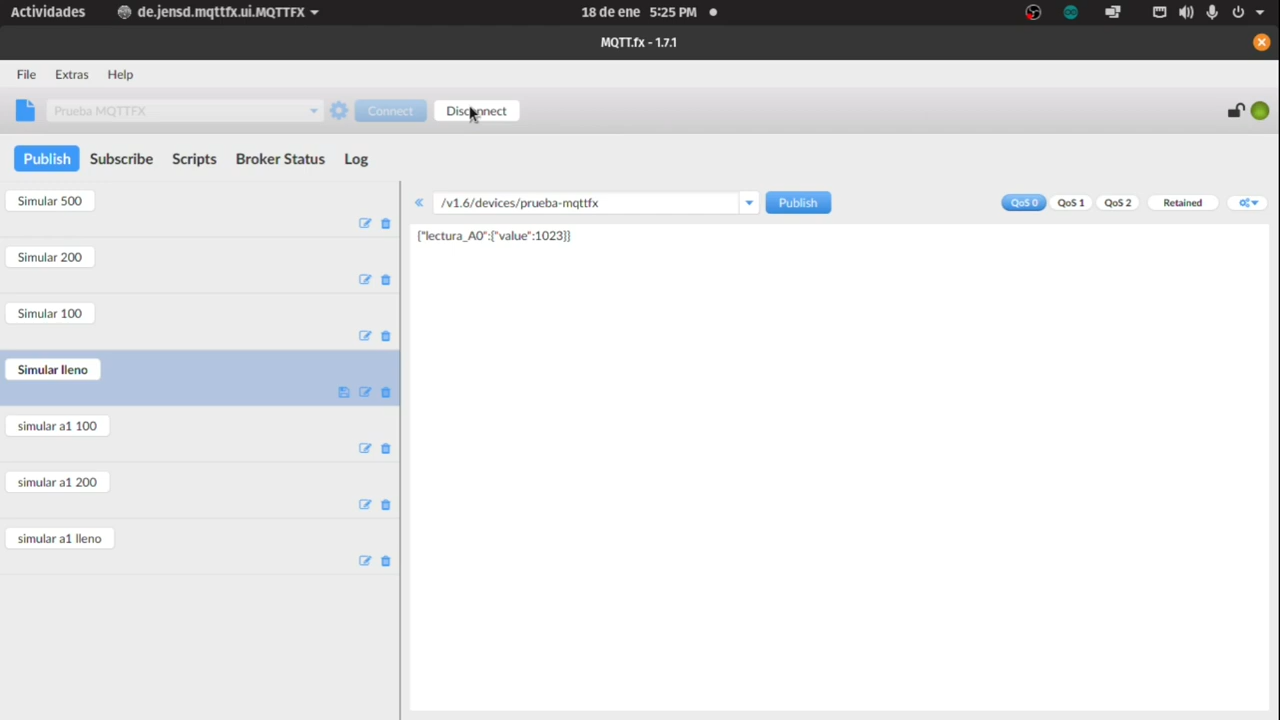 Actividades de.jensd.mqttfx.ui.MQTTFX 18 de ene 5:25 PM
MQTT.fx - 1.7.1
File Extras Help
Prueba MQTTFX Connect Disconnect
Publish Subscribe Scripts Broker Status Log
Simular 500
Simular 200
Simular 100
Simular lleno
simular a1 100
simular a1 200
simular a1 lleno
/v1.6/devices/prueba-mqttfx Publish QoS 0 QoS 1 QoS 2 Retained
{"lectura_A0":{"value":1023}}